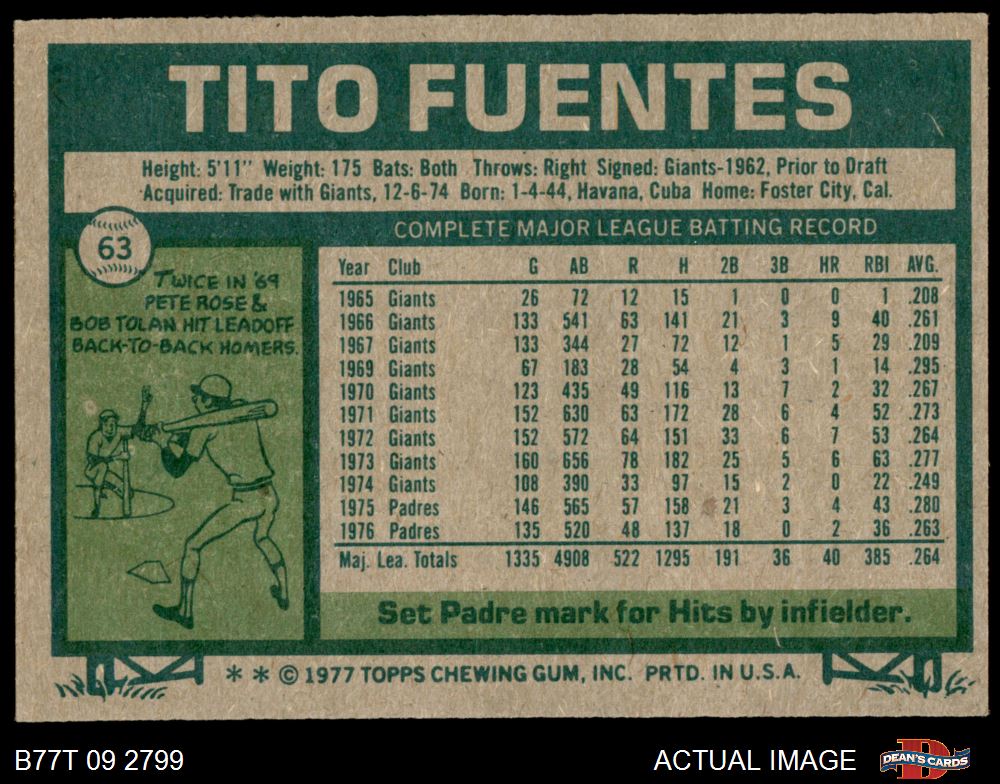 TITO FUENTES
Height: 5'11" Weight: 175 Bats: Both Throws: Right Signed: Giants-1962, Prior to Draft
Acquired: Trade with Giants, 12-6-74 Born: 1-4-44, Havana, Cuba Home: Foster City, Cal.
63
TWICE IN '69
PETE ROSE &
BOB TOLAN HIT LEADOFF
BACK-TO-BACK HOMERS.
COMPLETE MAJOR LEAGUE BATTING RECORD
Year Club G AB R H 2B 3B HR RBI AVG.
1965 Giants 26 72 12 15 1 0 0 1 .208
1966 Giants 133 541 63 141 21 3 9 40 .261
1967 Giants 133 344 27 72 12 1 5 29 .209
1969 Giants 67 183 28 54 4 3 1 14 .295
1970 Giants 123 435 49 116 13 7 2 32 .267
1971 Giants 152 630 63 172 28 6 4 52 .273
1972 Giants 152 572 64 151 33 6 7 53 .264
1973 Giants 160 656 78 182 25 5 6 63 .277
1974 Giants 108 390 33 97 15 2 0 22 .249
1975 Padres 146 565 57 158 21 3 4 43 .280
1976 Padres 135 520 48 137 18 0 2 36 .263
Maj. Lea. Totals 1335 4908 522 1295 191 36 40 385 .264
Set Padre mark for Hits by infielder.
* * © 1977 TOPPS CHEWING GUM, INC. PRTD. IN U.S.A.
B77T 09 2799
ACTUAL IMAGE
D
DEAN'S CARDS